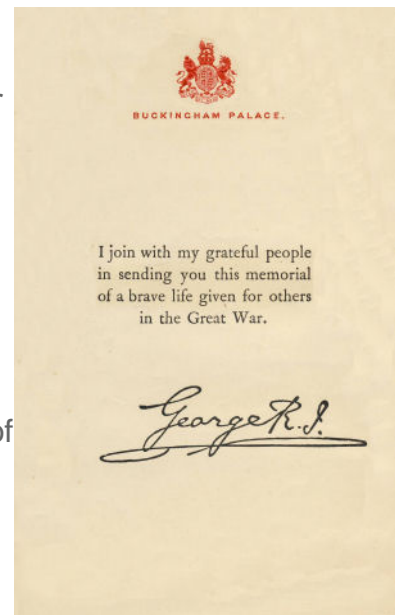 BUCKINGHAM PALACE.
I join with my grateful people
in sending you this memorial
of a brave life given for others
in the Great War.
George R.I.
of